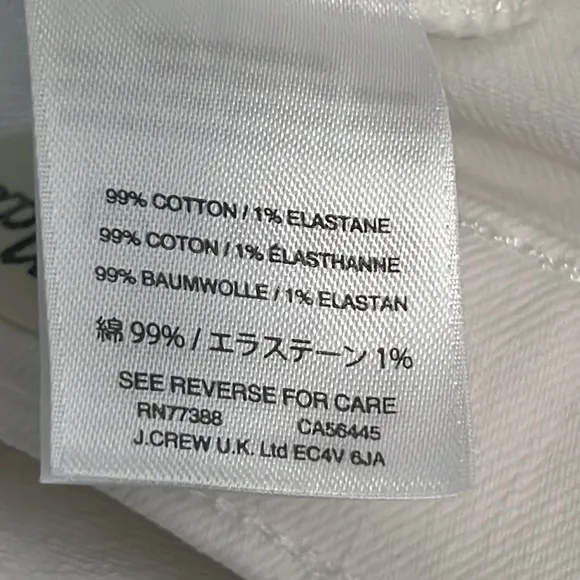 99% COTTON / 1% ELASTANE
99% COTON / 1% ÉLASTHANNE
99% BAUMWOLLE / 1% ELASTAN
綿 99% / エラステーン 1%
SEE REVERSE FOR CARE
RN77388 CA56445
J.CREW U.K. Ltd EC4V 6JA